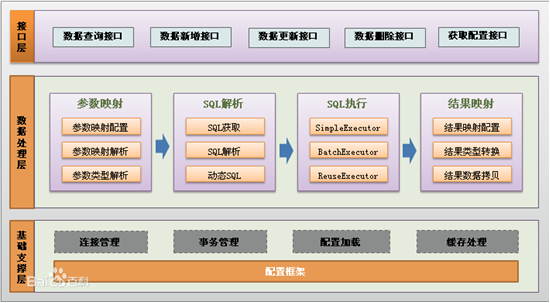 接口层
数据查询接口 数据新增接口 数据更新接口 数据删除接口 获取配置接口
数据处理层
参数映射 SQL解析 SQL执行 结果映射
参数映射配置 SQL获取 SimpleExecutor 结果映射配置
参数映射解析 SQL解析 BatchExecutor 结果类型转换
参数类型解析 动态SQL ReuseExecutor 结果数据拷贝
基础支撑层
连接管理 事务管理 配置加载 缓存处理
配置框架
Bai百科